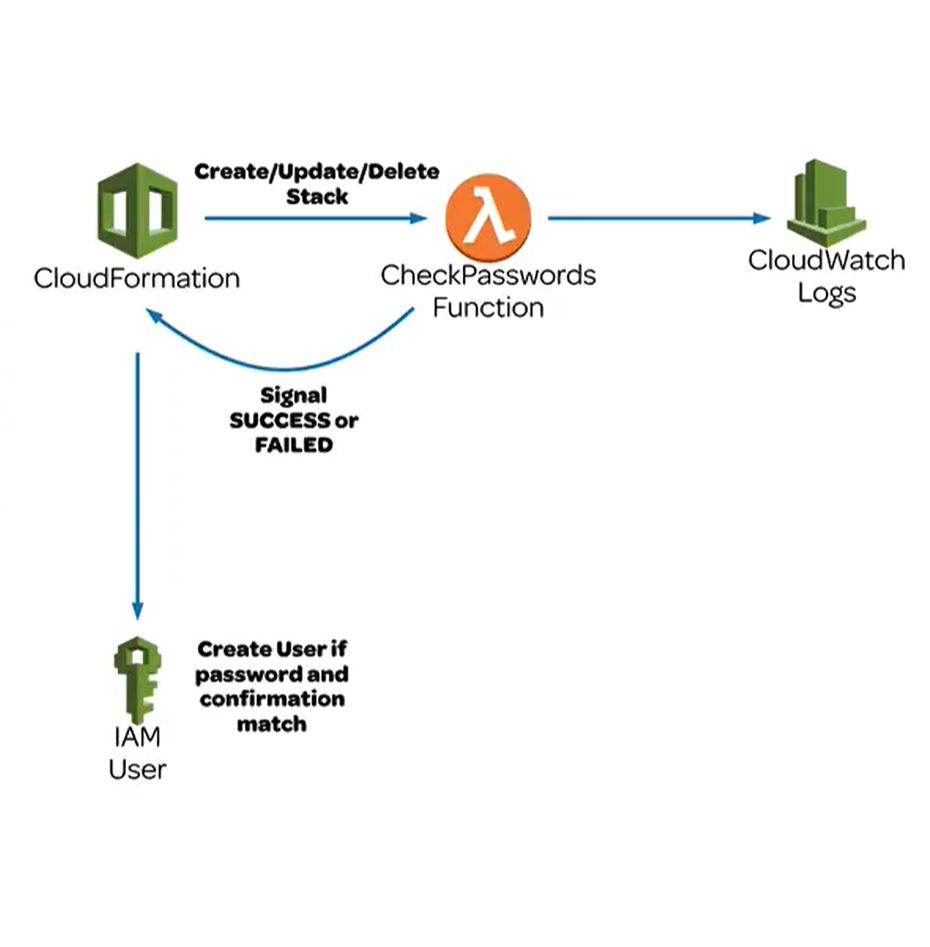 Create/Update/Delete
Stack
CloudFormation
CheckPasswords
Function
CloudWatch
Logs
Signal
SUCCESS or
FAILED
Create User if
password and
confirmation
match
IAM
User